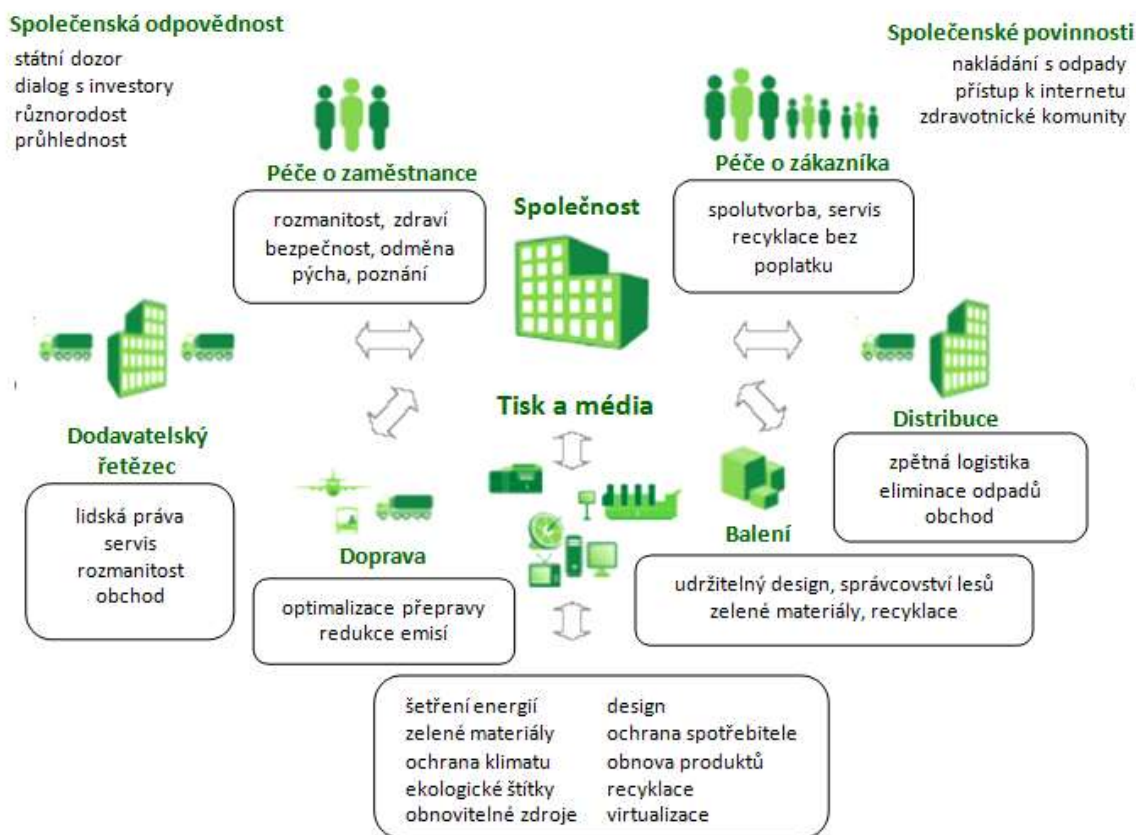 Společenská odpovědnost
státní dozor
dialog s investory
různorodost
průhlednost
Společenské povinnosti
nakládání s odpady
přístup k internetu
zdravotnické komunity
Péče o zaměstnance
rozmanitost, zdraví
bezpečnost, odměna
pýcha, poznání
Společnost
Péče o zákazníka
spolutvorba, servis
recyklace bez
poplatku
Dodavatelský
řetězec
lidská práva
servis
rozmanitost
obchod
Tisk a média
Distribuce
zpětná logistika
eliminace odpadů
obchod
Doprava
optimalizace přepravy
redukce emisí
Balení
udržitelný design, správcovství lesů
zelené materiály, recyklace
šetření energií
zelené materiály
ochrana klimatu
ekologické štítky
obnovitelné zdroje
design
ochrana spotřebitele
obnova produktů
recyklace
virtualizace